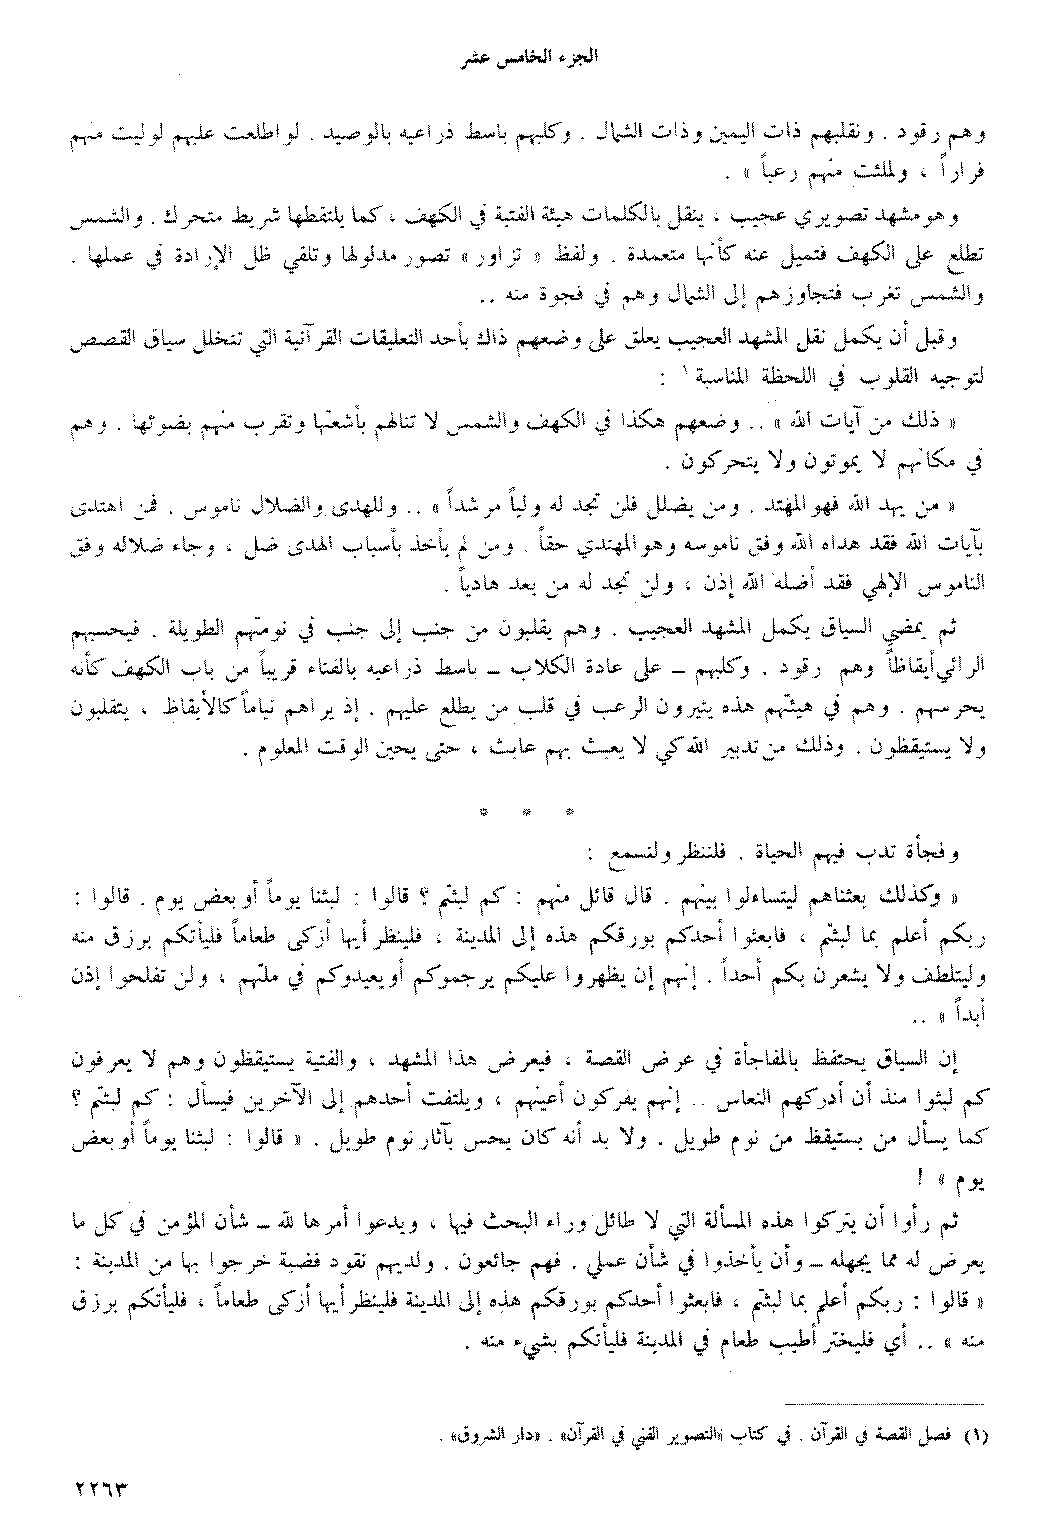 الجزء الخامس عشر
وهم رقود . ونقلبهم ذات اليمين وذات الشمال . وكلبهم باسط ذراعيه بالوصيد . لو اطلعت عليهم لوليت منهم
فراراً ، ولملئت منهم رعباً » .
وهو مشهد تصويري عجيب ، ينقل بالكلمات هيئة الفتية في الكهف ، كما يلتقطها شريط متحرك . والشمس
تطلع على الكهف فتميل عنه كأنها متعمدة . ولفظ « تزاور » تصور مدلولها وتلقي ظل الإرادة في عملها .
والشمس تغرب فتجاوزهم إلى الشمال وهم في فجوة منه ..
وقبل أن يكمل نقل المشهد العجيب يعلق على وضعهم ذاك بأحد التعليقات القرآنية التي تتخلل سياق القصص
لتوجيه القلوب في اللحظة المناسبة ١ :
« ذلك من آيات الله » .. وضعهم هكذا في الكهف والشمس لا تنالهم بأشعتها وتقرب منهم بضوئها . وهم
في مكانهم لا يموتون ولا يتحركون .
« من يهد الله فهو المهتد . ومن يضلل فلن تجد له ولياً مرشداً » .. وللهدى والضلال ناموس . فمن اهتدى
بآيات الله فقد هداه الله وفق ناموسه وهو المهتدي حقاً . ومن لم يأخذ بأسباب الهدى ضل ، وجاء ضلاله وفق
الناموس الإلهي فقد أضله الله إذن ، ولن تجد له من بعد هادياً .
ثم يمضي السياق يكمل المشهد العجيب . وهم يقلبون من جنب إلى جنب في نومتهم الطويلة . فيحسبهم
الرائي أيقاظاً وهم رقود . وكلبهم – على عادة الكلاب – باسط ذراعيه بالفناء قريباً من باب الكهف كأنه
يحرسهم . وهم في هيئتهم هذه يثيرون الرعب في قلب من يطلع عليهم . إذ يراهم نياماً كالأيقاظ ، يتقلبون
ولا يستيقظون . وذلك من تدبير الله كي لا يعبث بهم عابث ، حتى يحين الوقت المعلوم .
* * *
وفجأة تدب فيهم الحياة . فلننظر ولنسمع :
« وكذلك بعثناهم ليتساءلوا بينهم . قال قائل منهم : كم لبثتم ؟ قالوا : لبثنا يوماً أو بعض يوم . قالوا :
ربكم أعلم بما لبثتم ، فابعثوا أحدكم بورقكم هذه إلى المدينة ، فلينظر أيها أزكى طعاماً فليأتكم برزق منه
وليتلطف ولا يشعرن بكم أحداً . إنهم إن يظهروا عليكم يرجموكم أو يعيدوكم في ملتهم ، ولن تفلحوا إذن
أبداً » ..
إن السياق يحتفظ بالمفاجأة في عرض القصة ، فيعرض هذا المشهد ، والفتية يستيقظون وهم لا يعرفون
كم لبثوا منذ أن أدركهم النعاس .. إنهم يفركون أعينهم ، ويلتفت أحدهم إلى الآخرين فيسأل : كم لبثتم ؟
كما يسأل من يستيقظ من نوم طويل . ولا بد أنه كان يحس بآثار نوم طويل . « قالوا : لبثنا يوماً أو بعض
يوم » !
ثم رأوا أن يتركوا هذه المسألة التي لا طائل وراء البحث فيها ، ويدعوا أمرها لله – شأن المؤمن في كل ما
يعرض له مما يجهله – وأن يأخذوا في شأن عملي . فهم جائعون . ولديهم نقود فضية خرجوا بها من المدينة :
« قالوا : ربكم أعلم بما لبثتم ، فابعثوا أحدكم بورقكم هذه إلى المدينة فلينظر أيها أزكى طعاماً ، فليأتكم برزق
منه » .. أي فليختر أطيب طعام في المدينة فليأتكم بشيء منه .
(١) فصل القصة في القرآن . في كتاب «التصوير الفني في القرآن» . «دار الشروق» .
٢٢٦٣